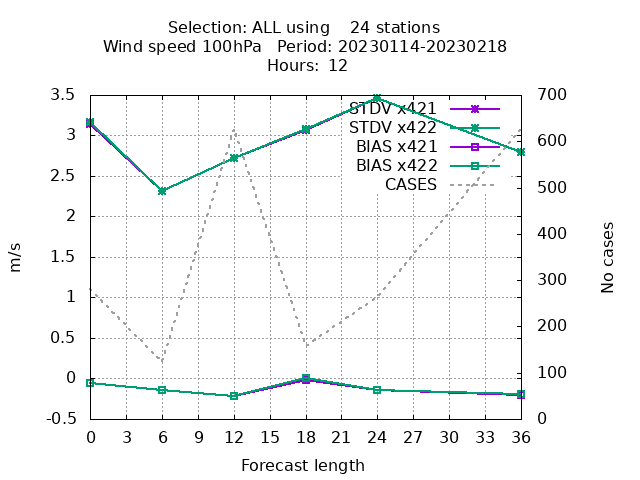 Selection: ALL using    24 stations
Wind speed 100hPa   Period: 20230114-20230218
Hours:  12
3.5
3
2.5
2
1.5
1
0.5
0
-0.5
m/s
STDV x421
STDV x422
BIAS x421
BIAS x422
CASES
700
600
500
400
300
200
100
0
No cases
0 3 6 9 12 15 18 21 24 27 30 33 36
Forecast length